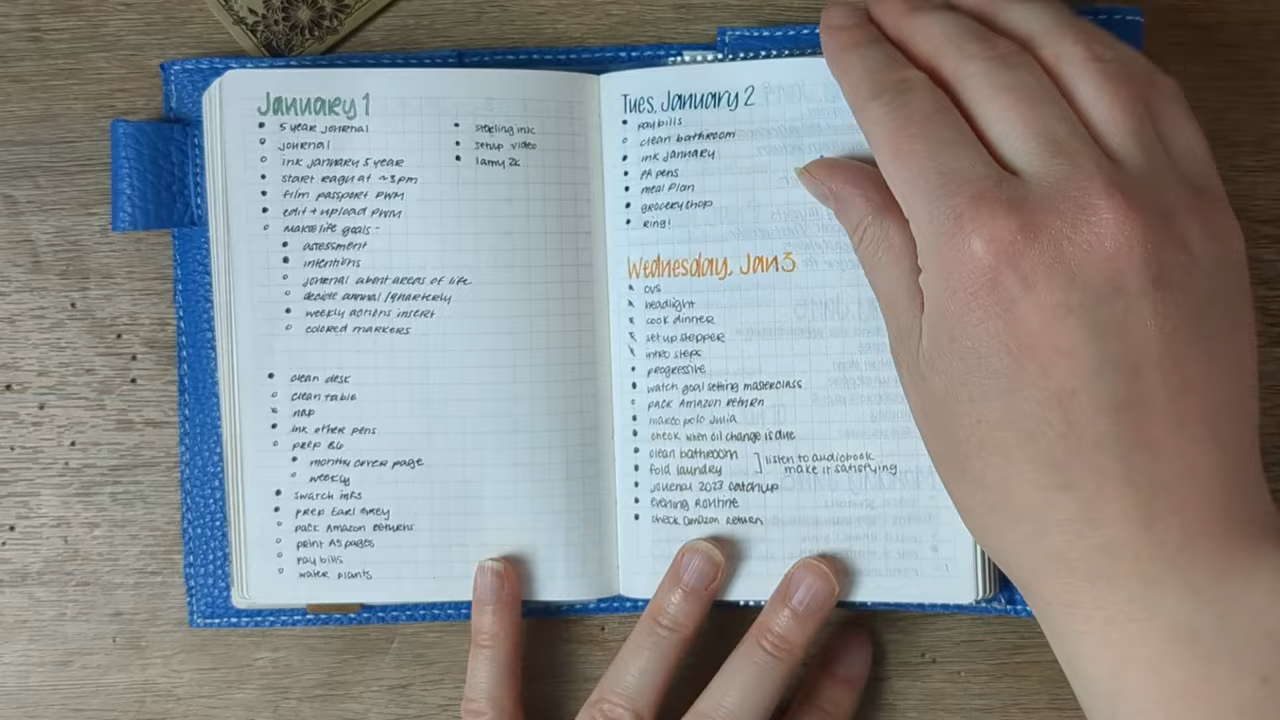 January 1
5 year journal
journal
ink january 5 year
start ragu at ~3pm
film passport PWM
edit + upload PWM
make life goals -
assessment
intentions
journal about areas of life
decide annual/quarterly
weekly actions insert
colored markers
clean desk
clean table
nap
ink other pens
prep B6
monthly cover page
weekly
swatch inks
prep Earl Grey
pack Amazon returns
print A5 pages
pay bills
water plants
ink
setup video
lamy 2k
Tues, January 2
pay bills
clean bathroom
ink january
PA pens
meal plan
grocery shop
Ring!
Wednesday, Jan 3
CVS
headlight
cook dinner
set up stepper
intro steps
progressive
watch goal setting masterclass
pack Amazon return
marco polo Julia
check when oil change is due
clean bathroom
fold laundry
] listen to audiobook
make it satisfying
journal 2023 catchup
evening routine
check amazon return